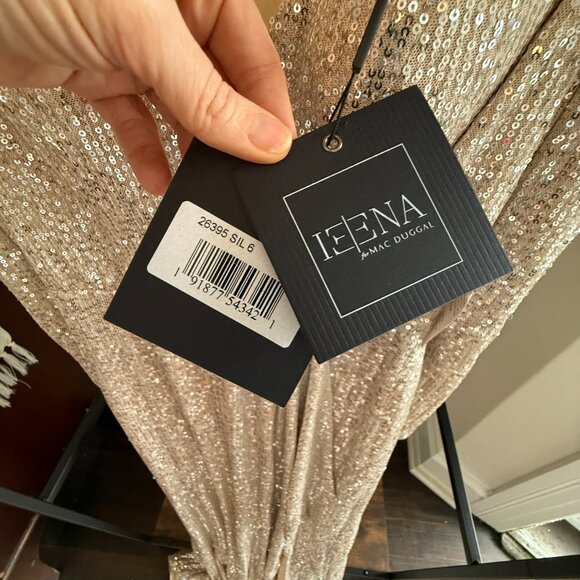 26395 SIL 6
1 91877 54342 1
IEENA
for MAC DUGGAL